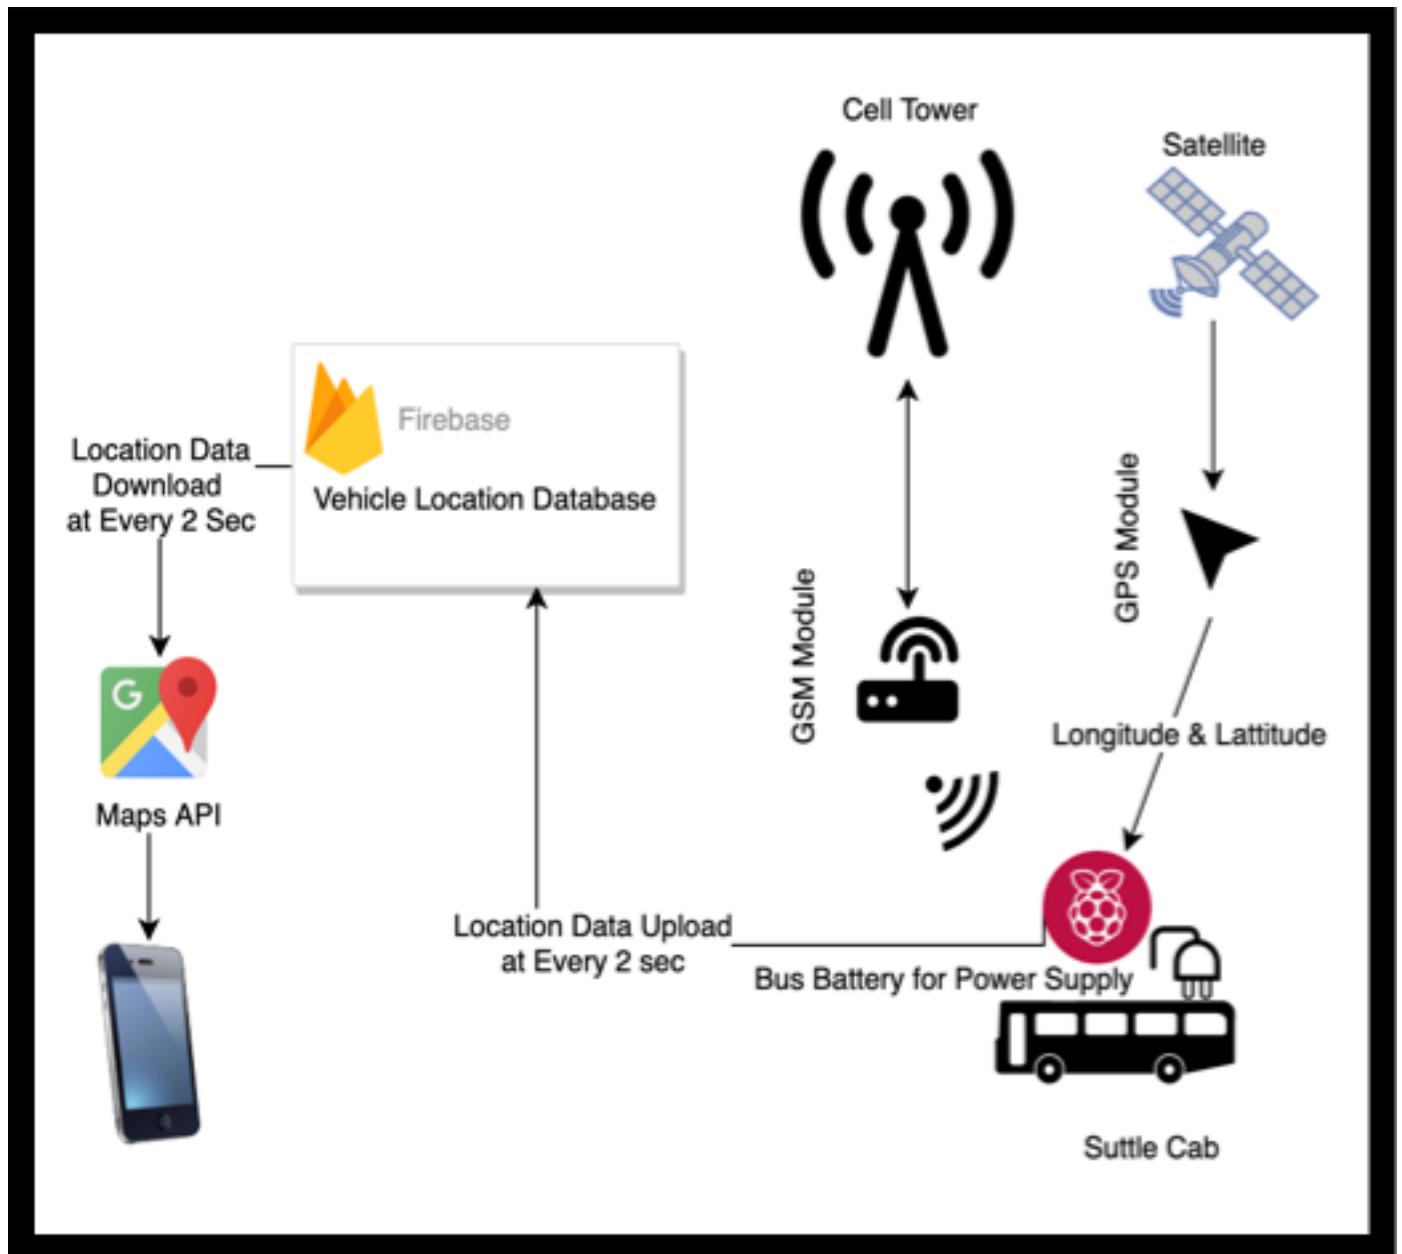 Cell Tower
Satellite
Firebase
Vehicle Location Database
Location Data
Download
at Every 2 Sec
GPS Module
GSM Module
Longitude & Lattitude
G
Maps API
Location Data Upload
at Every 2 sec
Bus Battery for Power Supply
Suttle Cab